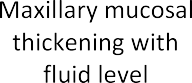 Maxillary mucosal
thickening with
fluid level